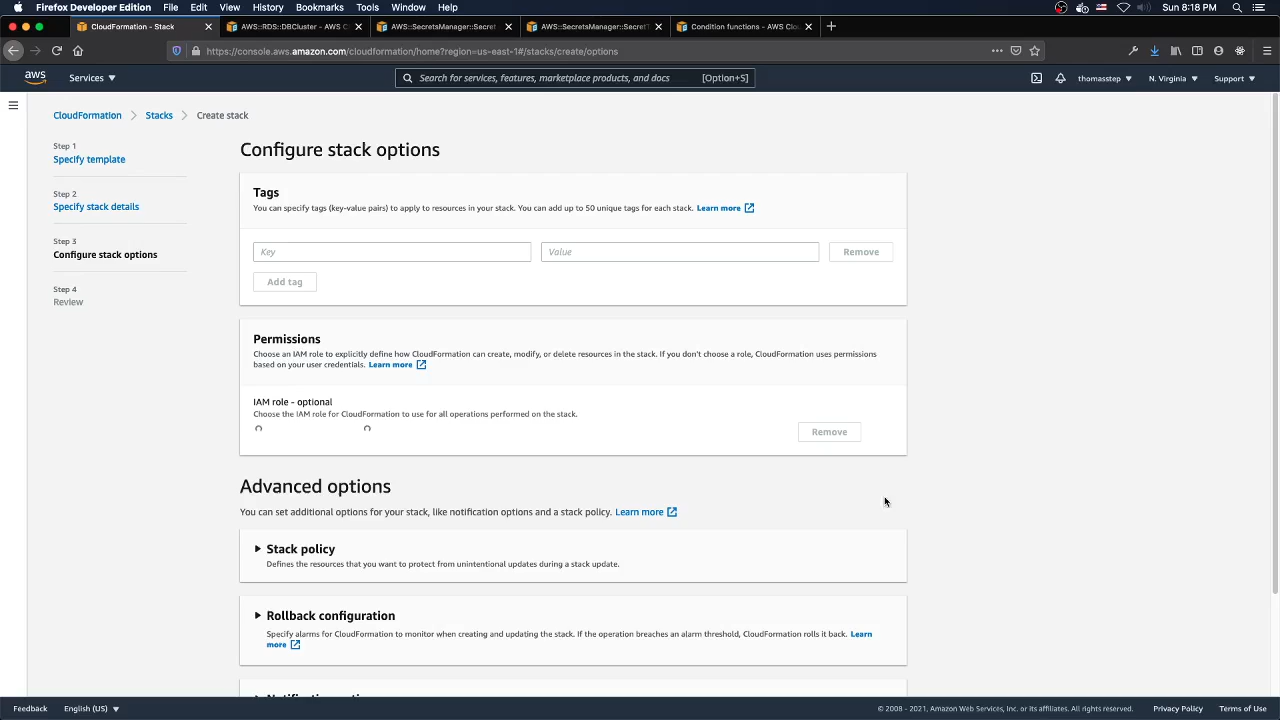 Firefox Developer Edition File Edit View History Bookmarks Tools Window Help
Sun 8:18 PM
CloudFormation - Stack
AWS::RDS::DBCluster - AWS C
AWS::SecretsManager::Secret
AWS::SecretsManager::SecretT
Condition functions - AWS Clou
https://console.aws.amazon.com/cloudformation/home?region=us-east-1#/stacks/create/options
aws
Services
Search for services, features, marketplace products, and docs [Option+S]
thomasstep
N. Virginia
Support
CloudFormation
Stacks
Create stack
Step 1
Specify template
Step 2
Specify stack details
Step 3
Configure stack options
Step 4
Review
Configure stack options
Tags
You can specify tags (key-value pairs) to apply to resources in your stack. You can add up to 50 unique tags for each stack. Learn more
Key
Value
Remove
Add tag
Permissions
Choose an IAM role to explicitly define how CloudFormation can create, modify, or delete resources in the stack. If you don't choose a role, CloudFormation uses permissions
based on your user credentials. Learn more
IAM role - optional
Choose the IAM role for CloudFormation to use for all operations performed on the stack.
Remove
Advanced options
You can set additional options for your stack, like notification options and a stack policy. Learn more
Stack policy
Defines the resources that you want to protect from unintentional updates during a stack update.
Rollback configuration
Specify alarms for CloudFormation to monitor when creating and updating the stack. If the operation breaches an alarm threshold, CloudFormation rolls it back. Learn
more
Feedback
English (US)
© 2008 - 2021, Amazon Web Services, Inc. or its affiliates. All rights reserved.
Privacy Policy
Terms of Use